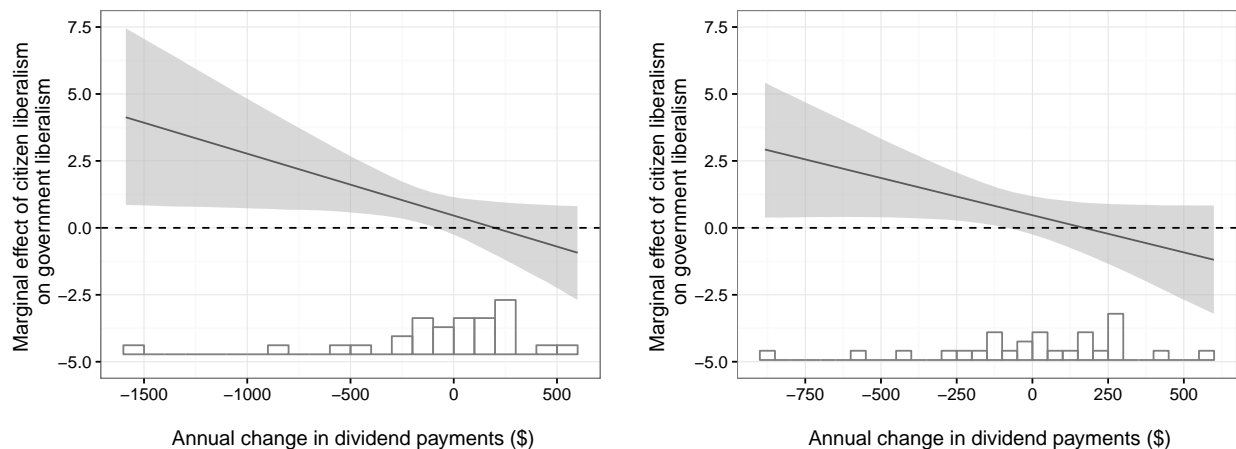 Marginal effect of citizen liberalism
on government liberalism
7.5
5.0
2.5
0.0
−2.5
−5.0
−1500 −1000 −500 0 500
Annual change in dividend payments ($)
Marginal effect of citizen liberalism
on government liberalism
7.5
5.0
2.5
0.0
−2.5
−5.0
−750 −500 −250 0 250 500
Annual change in dividend payments ($)